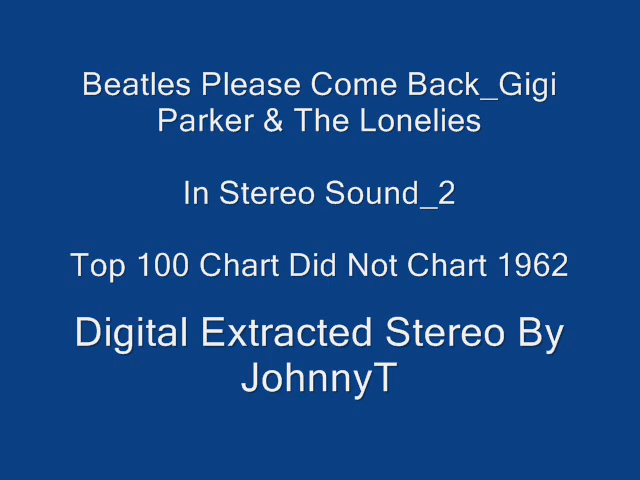 Beatles Please Come Back_Gigi
Parker & The Lonelies
In Stereo Sound_2
Top 100 Chart Did Not Chart 1962
Digital Extracted Stereo By
JohnnyT